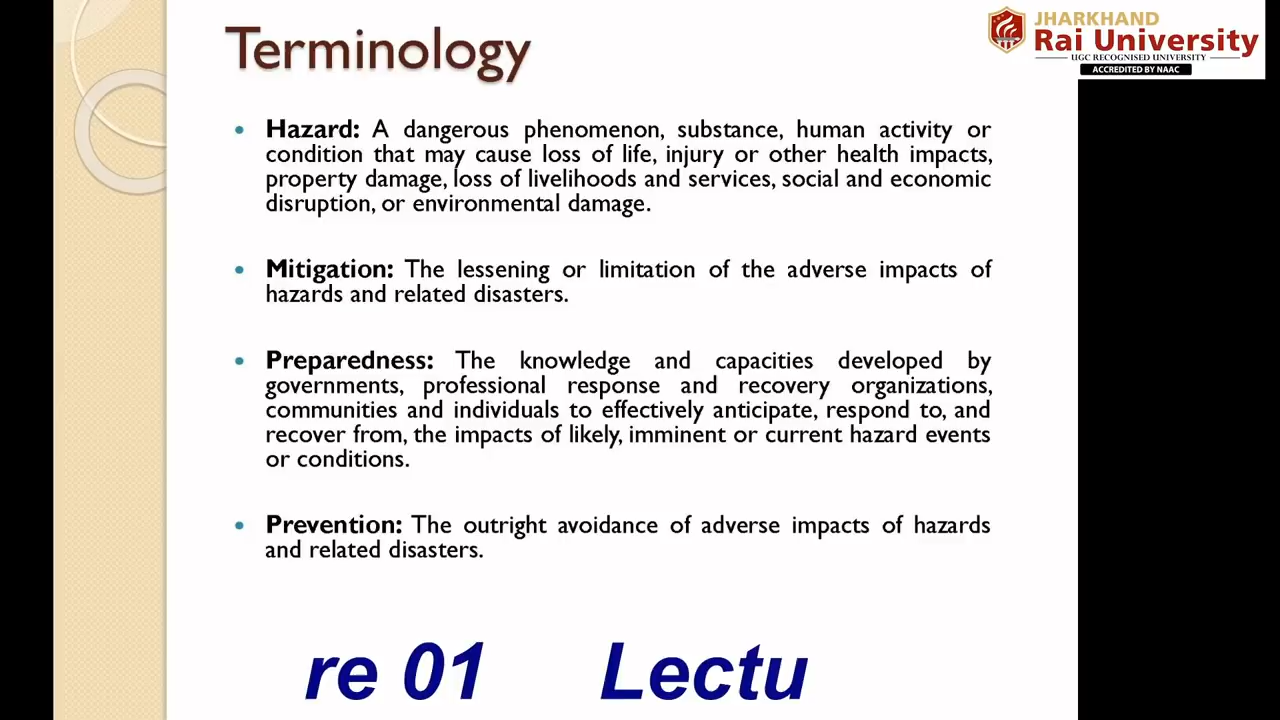 Terminology
JHARKHAND
Rai University
UGC RECOGNISED UNIVERSITY
ACCREDITED BY NAAC
• Hazard: A dangerous phenomenon, substance, human activity or
condition that may cause loss of life, injury or other health impacts,
property damage, loss of livelihoods and services, social and economic
disruption, or environmental damage.
• Mitigation: The lessening or limitation of the adverse impacts of
hazards and related disasters.
• Preparedness: The knowledge and capacities developed by
governments, professional response and recovery organizations,
communities and individuals to effectively anticipate, respond to, and
recover from, the impacts of likely, imminent or current hazard events
or conditions.
• Prevention: The outright avoidance of adverse impacts of hazards
and related disasters.
re 01 Lectu